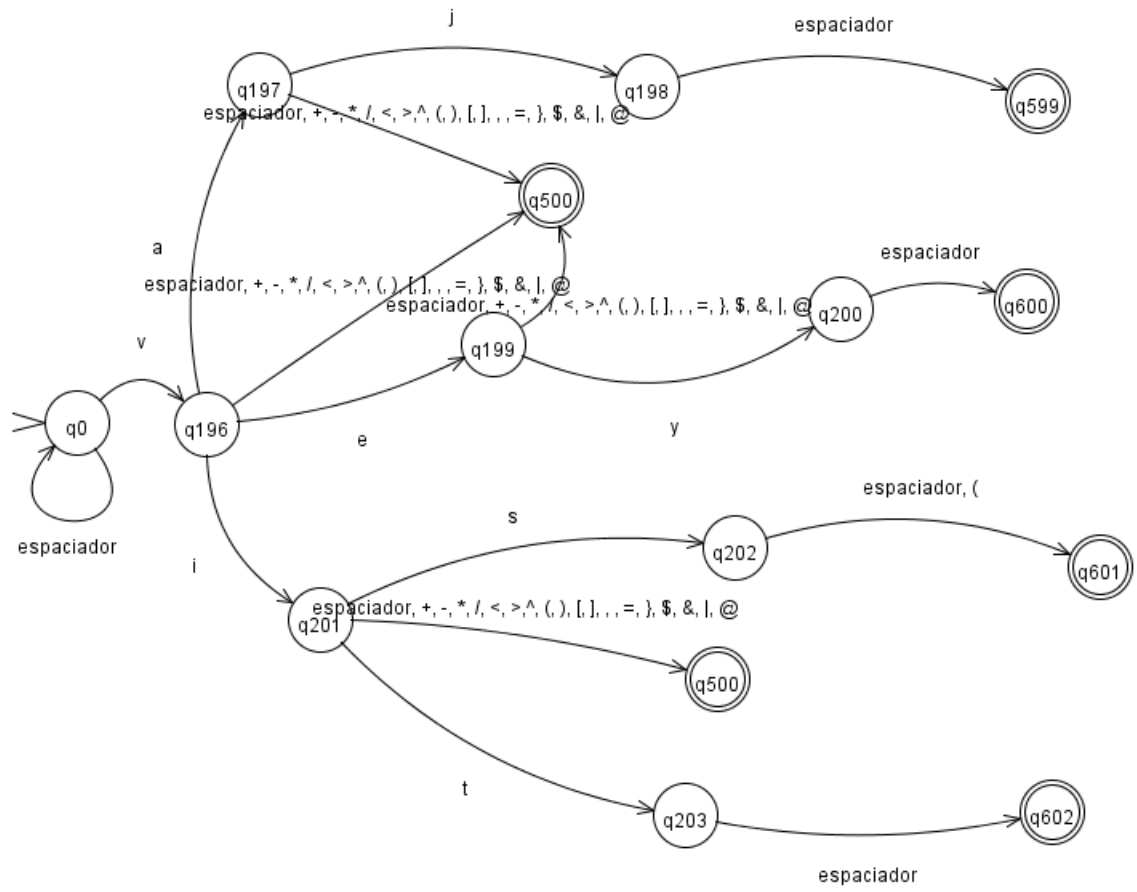 j
espaciador
q197
q198
q599
espaciador, +, -, *, /, <, >,^, (, ), [, ], , , =, }, $, &, |, @
q500
a
espaciador
espaciador, +, -, *, /, <, >,^, (, ), [, ], , , =, }, $, &, |, @
espaciador, +, -, *, /, <, >,^, (, ), [, ], , , =, }, $, &, |, @
q600
q200
v
q199
q0
q196
y
e
espaciador, (
s
espaciador
q202
i
q601
espaciador, +, -, *, /, <, >,^, (, ), [, ], , , =, }, $, &, |, @
q201
q500
t
q203
q602
espaciador